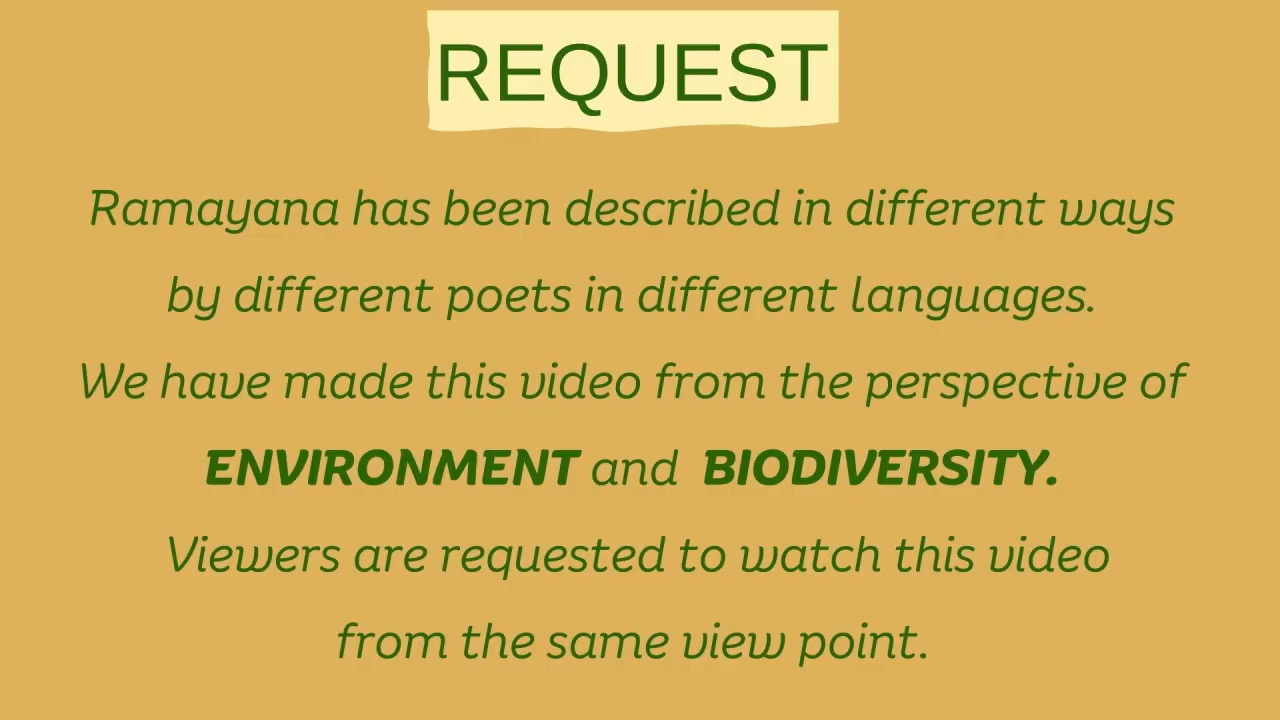 REQUEST
Ramayana has been described in different ways
by different poets in different languages.
We have made this video from the perspective of
ENVIRONMENT and BIODIVERSITY.
Viewers are requested to watch this video
from the same view point.